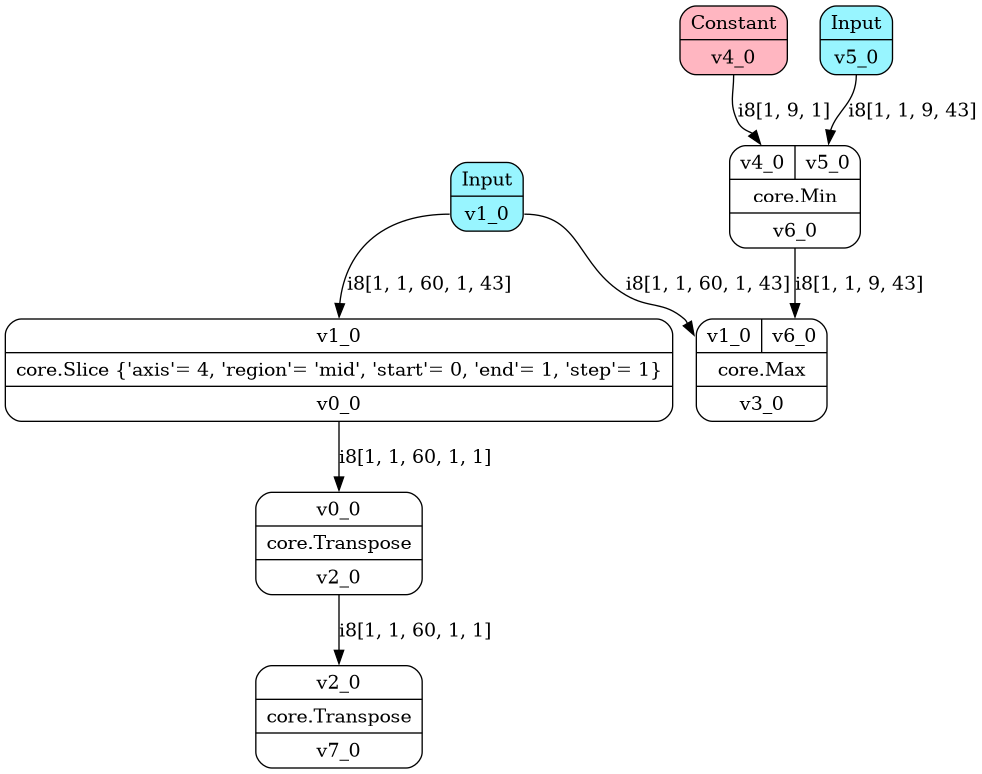 Constant
v4_0
Input
v5_0
i8[1, 9, 1]
i8[1, 1, 9, 43]
v4_0
v5_0
core.Min
v6_0
Input
v1_0
i8[1, 1, 60, 1, 43]
i8[1, 1, 60, 1, 43]
i8[1, 1, 9, 43]
v1_0
core.Slice {'axis'= 4, 'region'= 'mid', 'start'= 0, 'end'= 1, 'step'= 1}
v0_0
v1_0
v6_0
core.Max
v3_0
i8[1, 1, 60, 1, 1]
v0_0
core.Transpose
v2_0
i8[1, 1, 60, 1, 1]
v2_0
core.Transpose
v7_0